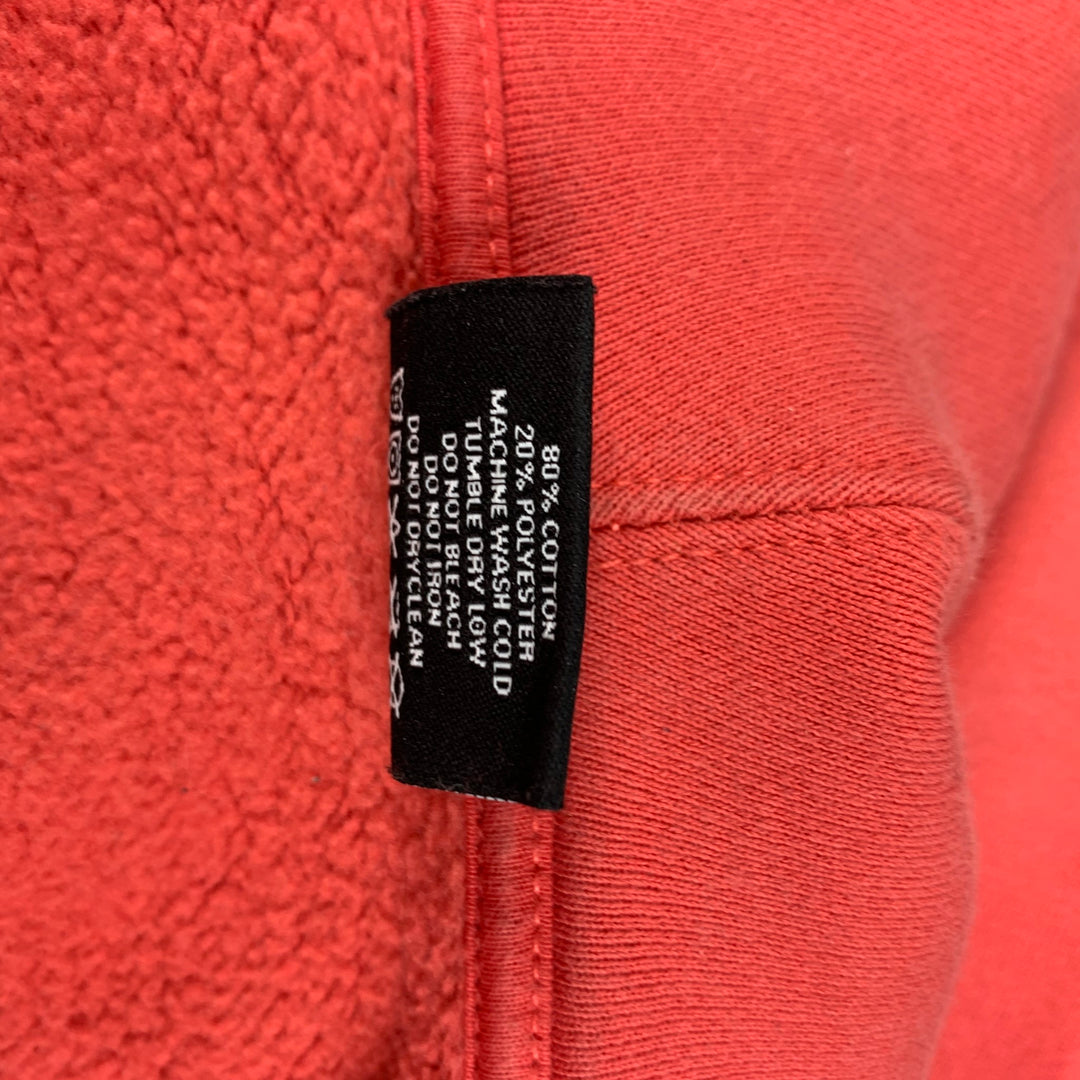 80% COTTON
20% POLYESTER
MACHINE WASH COLD
TUMBLE DRY LOW
DO NOT BLEACH
DO NOT IRON
DO NOT DRYCLEAN